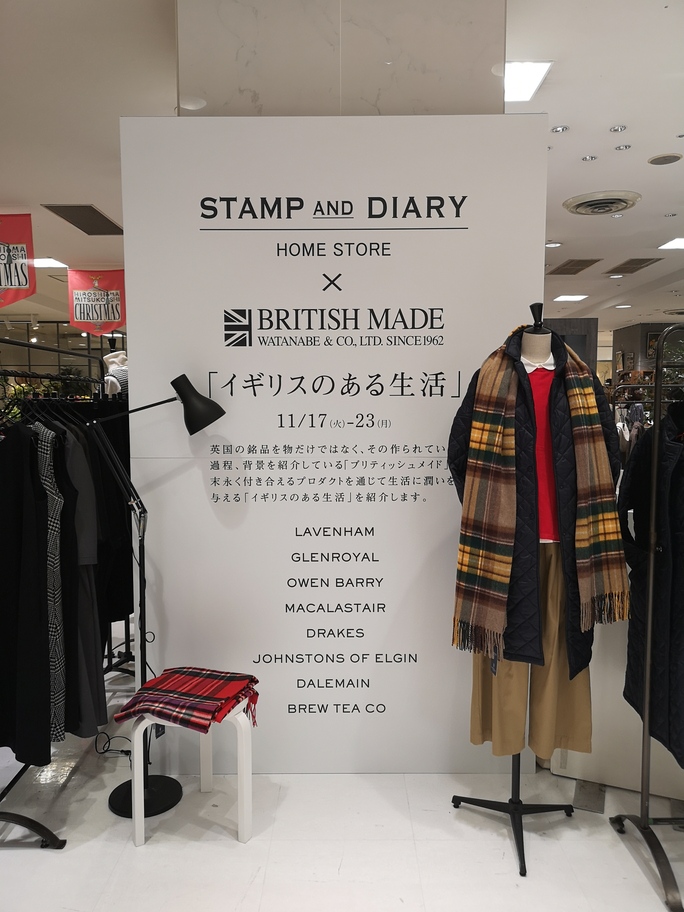 STAMP AND DIARY
HOME STORE
×
BRITISH MADE
WATANABE & CO., LTD. SINCE 1962
「イギリスのある生活」
11/17(火)-23(月)
英国の銘品を物だけではなく、その作られてい
過程、背景を紹介している「ブリティッシュメイド」
末永く付き合えるプロダクトを通じて生活に潤いを
与える「イギリスのある生活」を紹介します。
LAVENHAM
GLENROYAL
OWEN BARRY
MACALASTAIR
DRAKES
JOHNSTONS OF ELGIN
DALEMAIN
BREW TEA CO
HIROSHIMA
MITSUKOSHI
CHRISTMAS